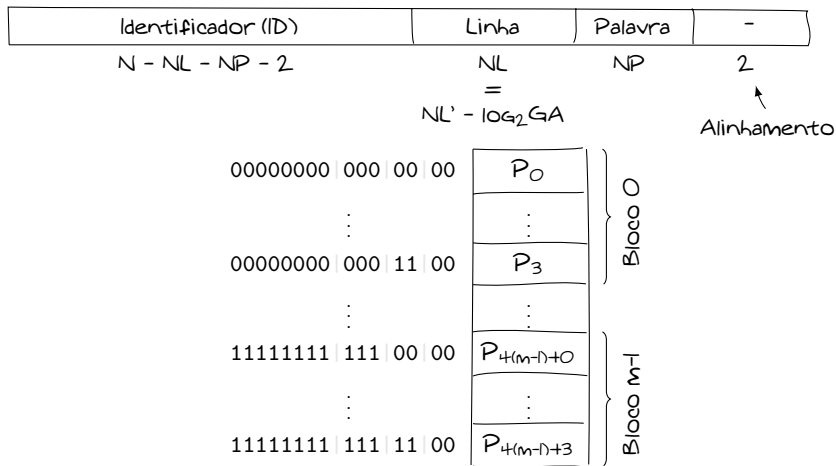 Identificador (ID) Linha Palavra -
N - NL - NP - 2 NL NP 2
=
NL' - log₂GA
Alinhamento
00000000 000 00 00 P₀
⋮ ⋮
00000000 000 11 00 P₃
Bloco 0
⋮ ⋮
11111111 111 00 00 P₄₍ₘ₋₁₎₊₀
⋮ ⋮
11111111 111 11 00 P₄₍ₘ₋₁₎₊₃
Bloco m-1